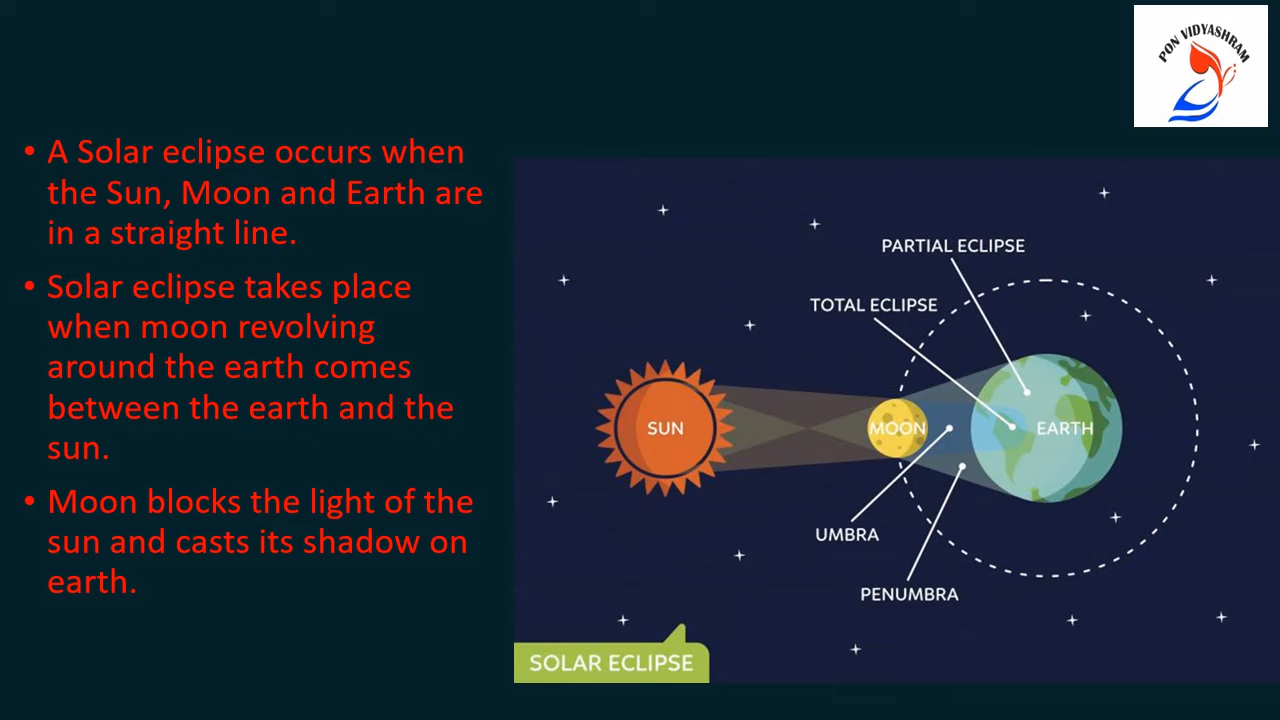 PON VIDYASHRAM
• A Solar eclipse occurs when
the Sun, Moon and Earth are
in a straight line.
• Solar eclipse takes place
when moon revolving
around the earth comes
between the earth and the
sun.
• Moon blocks the light of the
sun and casts its shadow on
earth.
PARTIAL ECLIPSE
TOTAL ECLIPSE
SUN
MOON
EARTH
UMBRA
PENUMBRA
SOLAR ECLIPSE